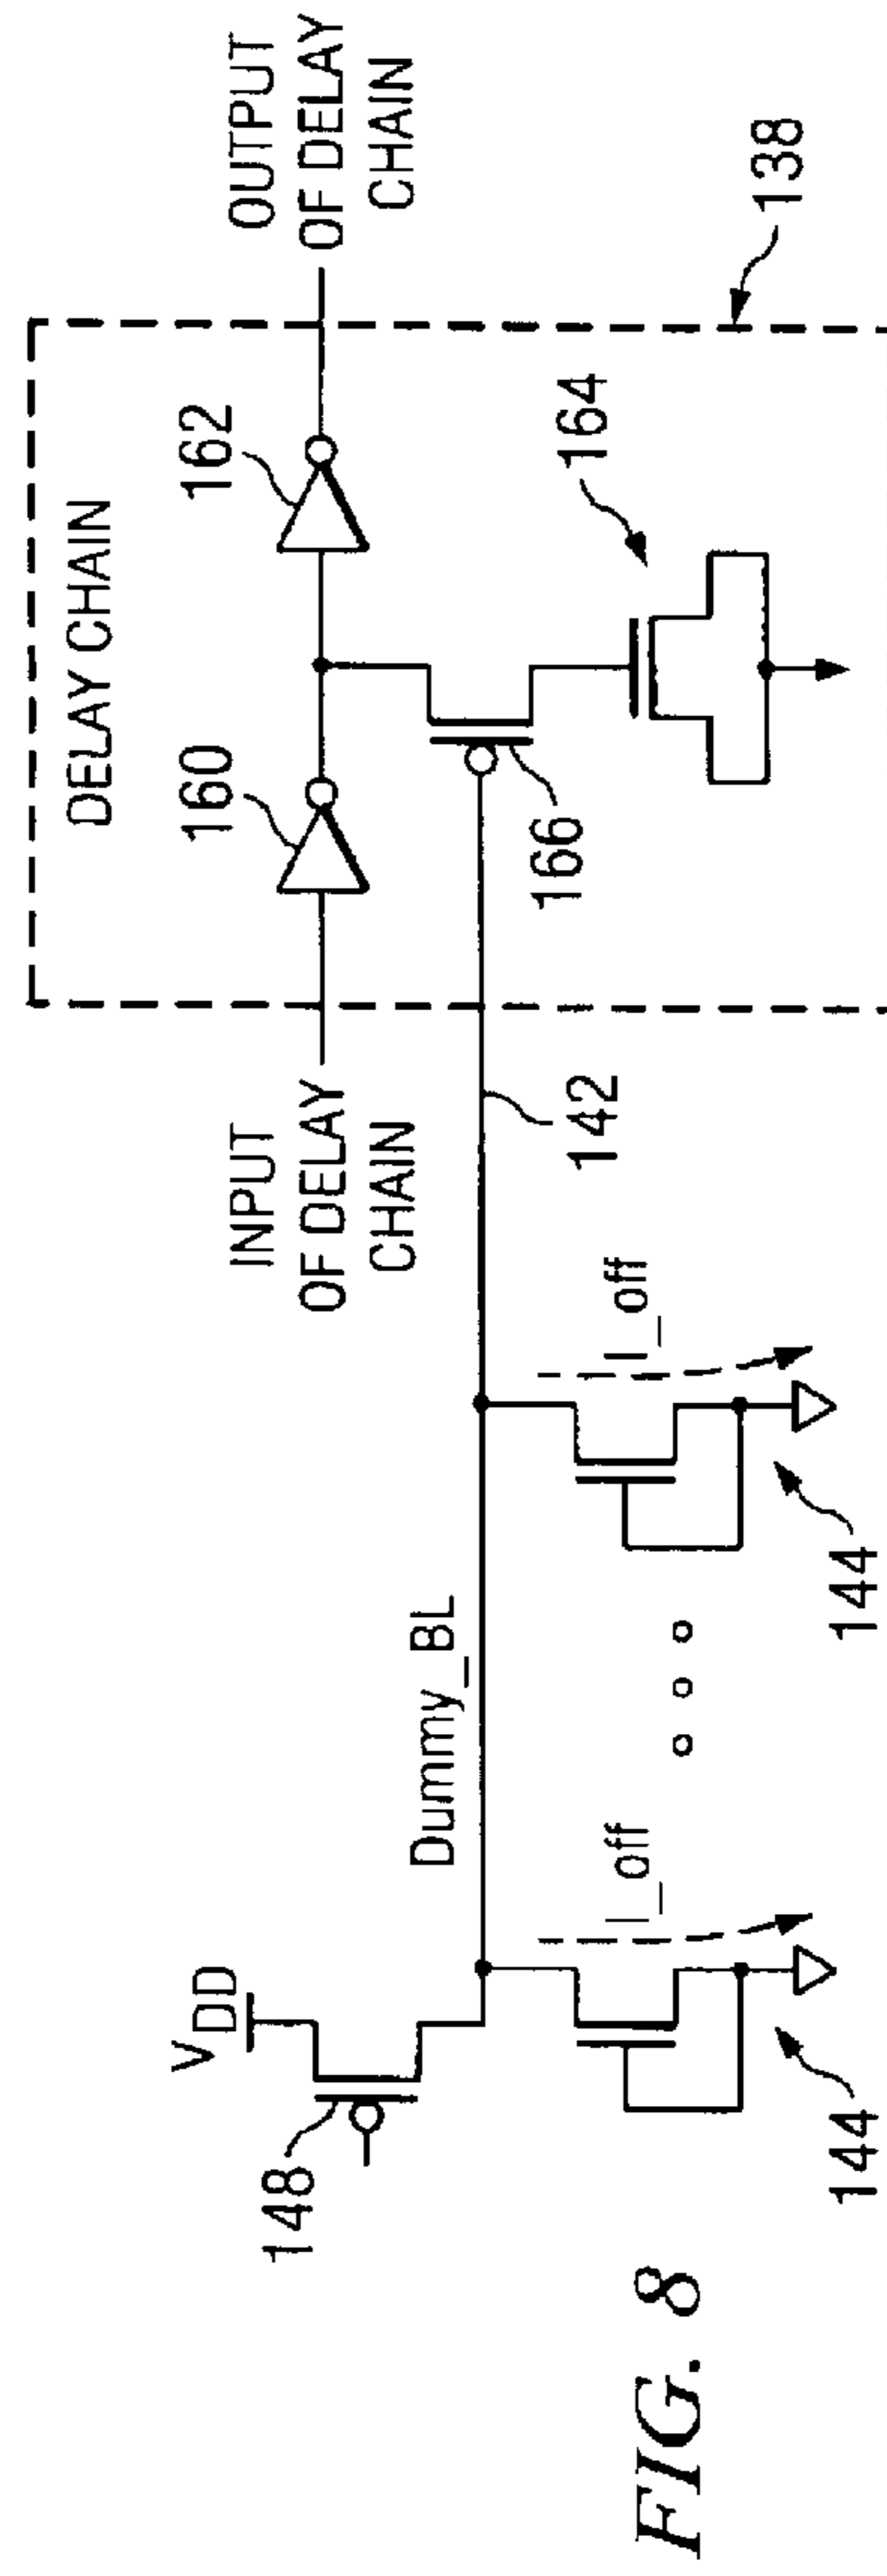 V DD
148
Dummy_BL
I_off
144
I_off
144
142
INPUT
OF DELAY
CHAIN
DELAY CHAIN
160
162
166
164
OUTPUT
OF DELAY
CHAIN
138
FIG. 8